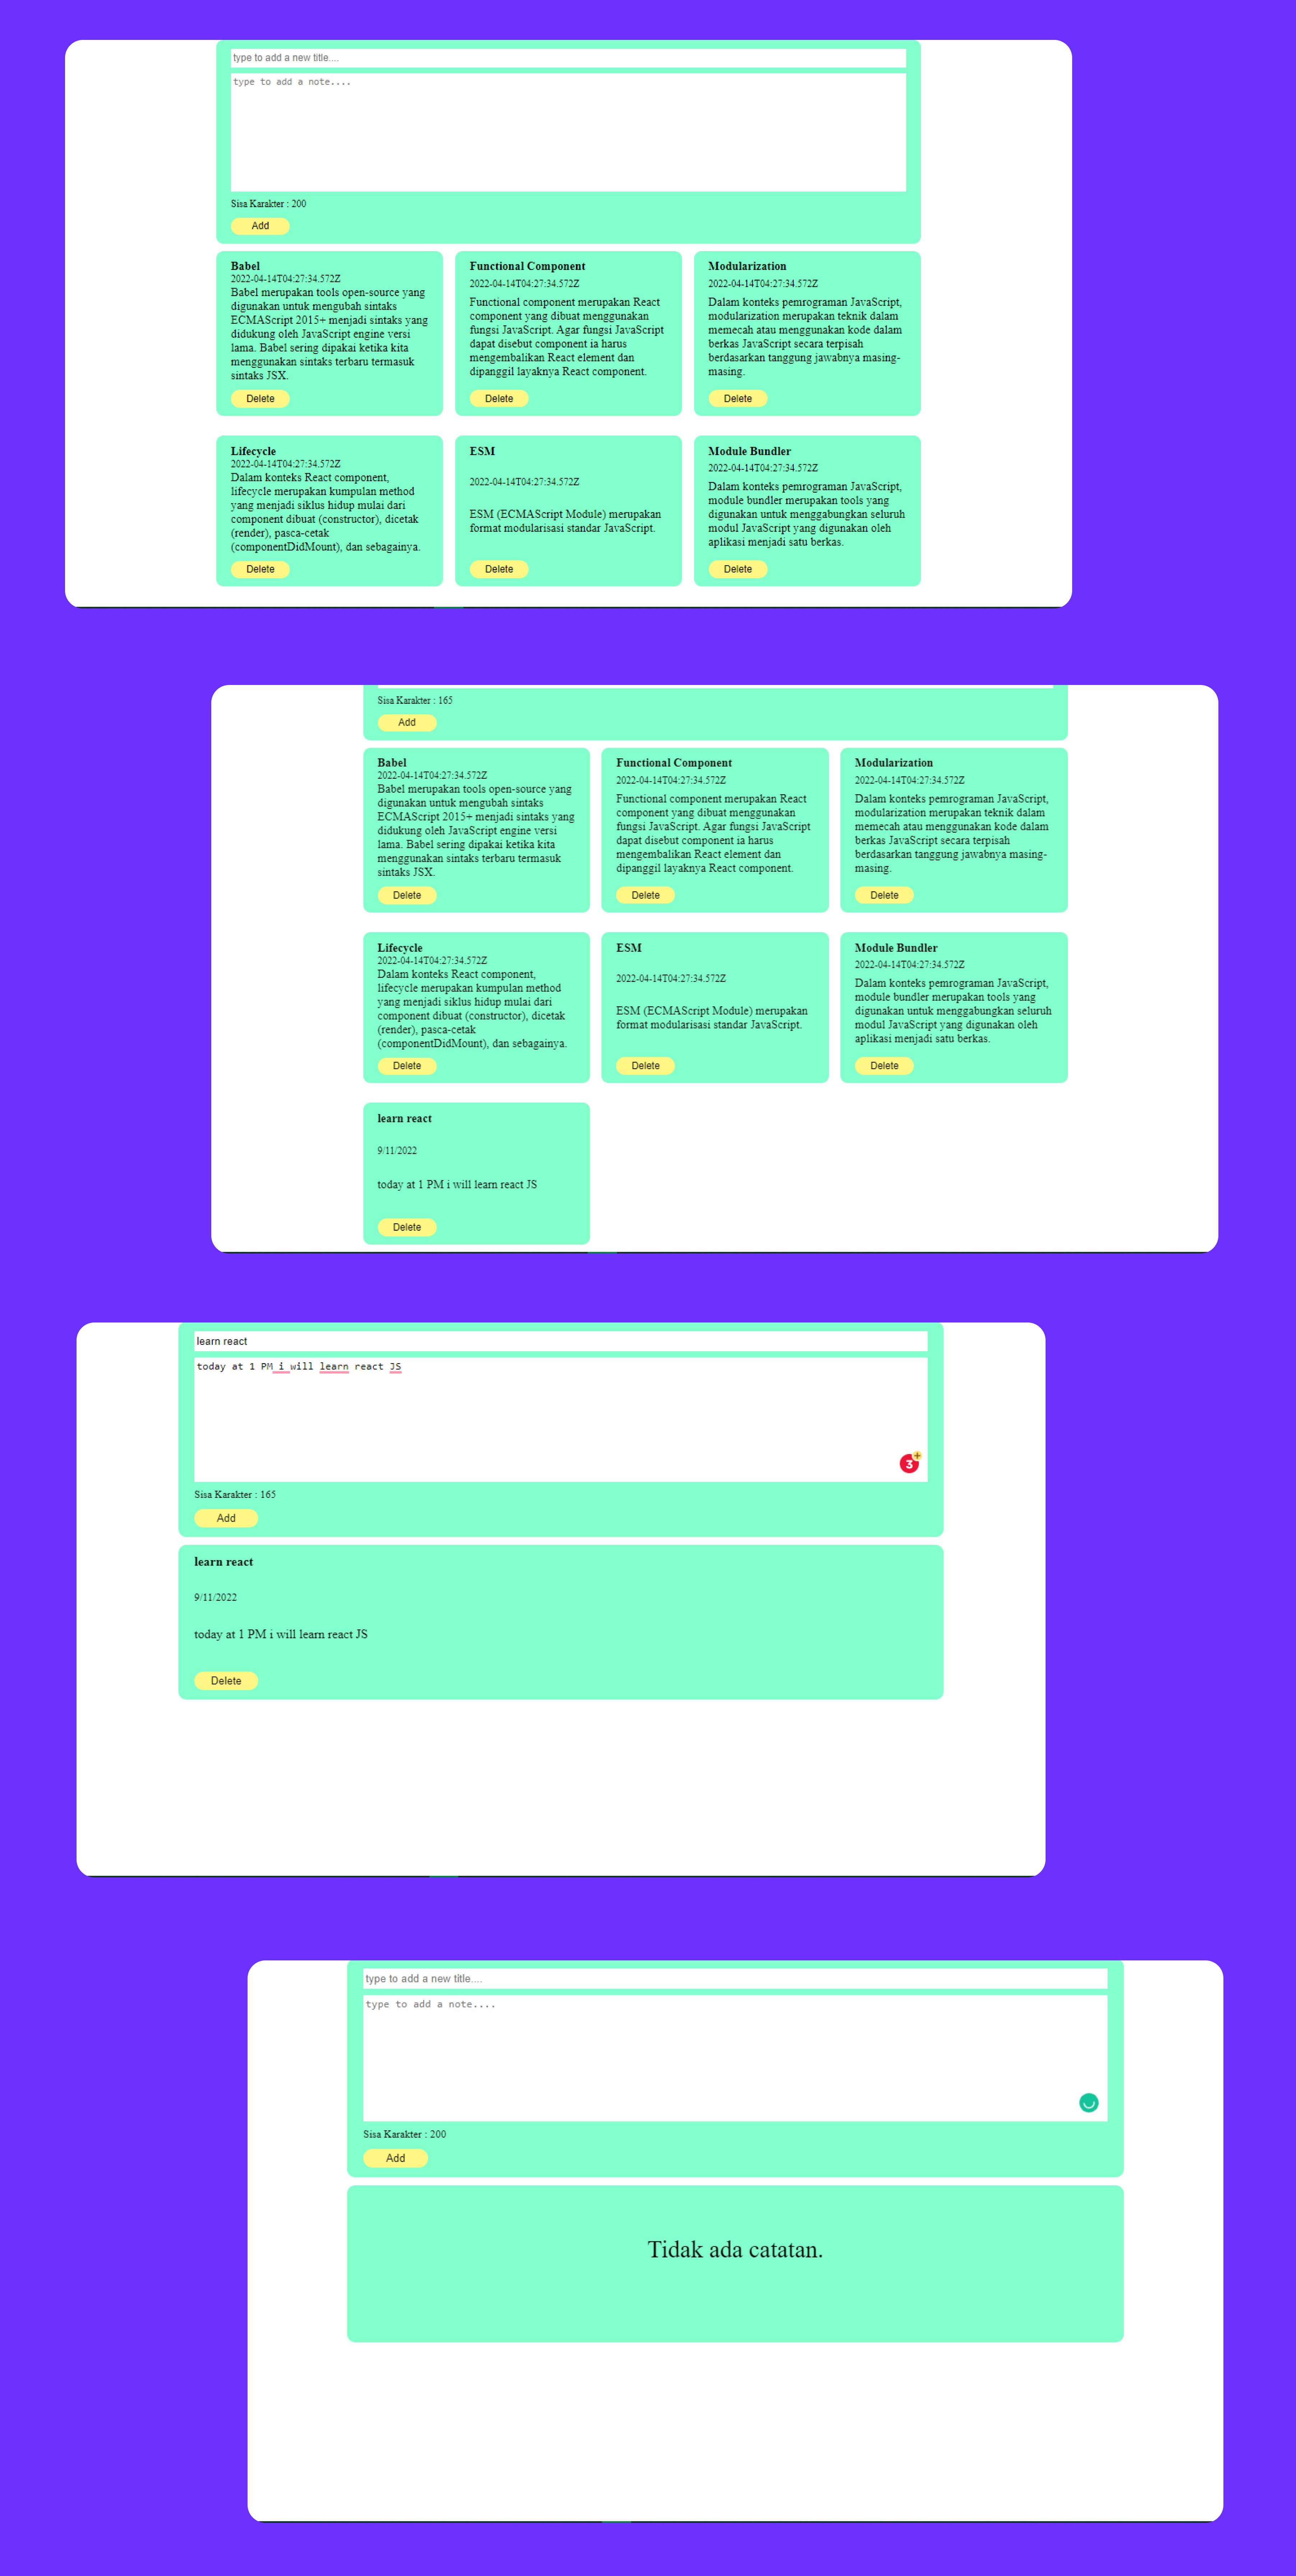 type to add a new title....
type to add a note....
Sisa Karakter : 200
Add
Babel
2022-04-14T04:27:34.572Z
Babel merupakan tools open-source yang
digunakan untuk mengubah sintaks
ECMAScript 2015+ menjadi sintaks yang
didukung oleh JavaScript engine versi
lama. Babel sering dipakai ketika kita
menggunakan sintaks terbaru termasuk
sintaks JSX.
Delete
Functional Component
2022-04-14T04:27:34.572Z
Functional component merupakan React
component yang dibuat menggunakan
fungsi JavaScript. Agar fungsi JavaScript
dapat disebut component ia harus
mengembalikan React element dan
dipanggil layaknya React component.
Delete
Modularization
2022-04-14T04:27:34.572Z
Dalam konteks pemrograman JavaScript,
modularization merupakan teknik dalam
memecah atau menggunakan kode dalam
berkas JavaScript secara terpisah
berdasarkan tanggung jawabnya masing-
masing.
Delete
Lifecycle
2022-04-14T04:27:34.572Z
Dalam konteks React component,
lifecycle merupakan kumpulan method
yang menjadi siklus hidup mulai dari
component dibuat (constructor), dicetak
(render), pasca-cetak
(componentDidMount), dan sebagainya.
Delete
ESM
2022-04-14T04:27:34.572Z
ESM (ECMAScript Module) merupakan
format modularisasi standar JavaScript.
Delete
Module Bundler
2022-04-14T04:27:34.572Z
Dalam konteks pemrograman JavaScript,
module bundler merupakan tools yang
digunakan untuk menggabungkan seluruh
modul JavaScript yang digunakan oleh
aplikasi menjadi satu berkas.
Delete
Sisa Karakter : 165
Add
Babel
2022-04-14T04:27:34.572Z
Babel merupakan tools open-source yang
digunakan untuk mengubah sintaks
ECMAScript 2015+ menjadi sintaks yang
didukung oleh JavaScript engine versi
lama. Babel sering dipakai ketika kita
menggunakan sintaks terbaru termasuk
sintaks JSX.
Delete
Functional Component
2022-04-14T04:27:34.572Z
Functional component merupakan React
component yang dibuat menggunakan
fungsi JavaScript. Agar fungsi JavaScript
dapat disebut component ia harus
mengembalikan React element dan
dipanggil layaknya React component.
Delete
Modularization
2022-04-14T04:27:34.572Z
Dalam konteks pemrograman JavaScript,
modularization merupakan teknik dalam
memecah atau menggunakan kode dalam
berkas JavaScript secara terpisah
berdasarkan tanggung jawabnya masing-
masing.
Delete
Lifecycle
2022-04-14T04:27:34.572Z
Dalam konteks React component,
lifecycle merupakan kumpulan method
yang menjadi siklus hidup mulai dari
component dibuat (constructor), dicetak
(render), pasca-cetak
(componentDidMount), dan sebagainya.
Delete
ESM
2022-04-14T04:27:34.572Z
ESM (ECMAScript Module) merupakan
format modularisasi standar JavaScript.
Delete
Module Bundler
2022-04-14T04:27:34.572Z
Dalam konteks pemrograman JavaScript,
module bundler merupakan tools yang
digunakan untuk menggabungkan seluruh
modul JavaScript yang digunakan oleh
aplikasi menjadi satu berkas.
Delete
learn react
9/11/2022
today at 1 PM i will learn react JS
Delete
learn react
today at 1 PM i will learn react JS
3
Sisa Karakter : 165
Add
learn react
9/11/2022
today at 1 PM i will learn react JS
Delete
type to add a new title....
type to add a note....
Sisa Karakter : 200
Add
Tidak ada catatan.